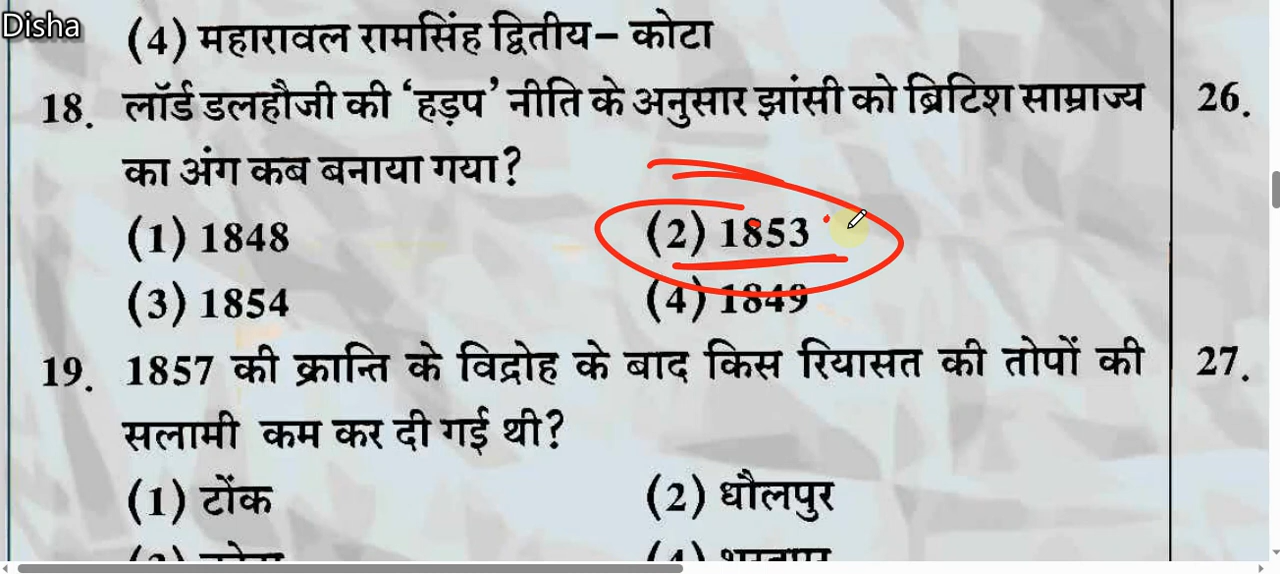 Disha
(4) महारावल रामसिंह द्वितीय– कोटा
18. लॉर्ड डलहौजी की ‘हड़प’ नीति के अनुसार झांसी को ब्रिटिश साम्राज्य
का अंग कब बनाया गया?
(1) 1848 (2) 1853
(3) 1854 (4) 1849
19. 1857 की क्रान्ति के विद्रोह के बाद किस रियासत की तोपों की
सलामी कम कर दी गई थी?
(1) टोंक (2) धौलपुर
26.
27.